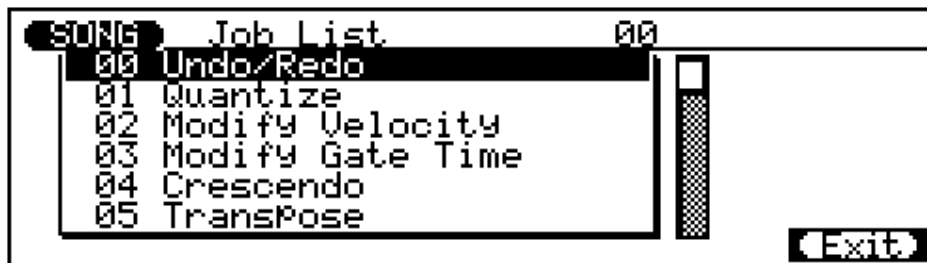 SONG Job List 00
00 Undo/Redo
01 Quantize
02 Modify Velocity
03 Modify Gate Time
04 Crescendo
05 Transpose
Exit